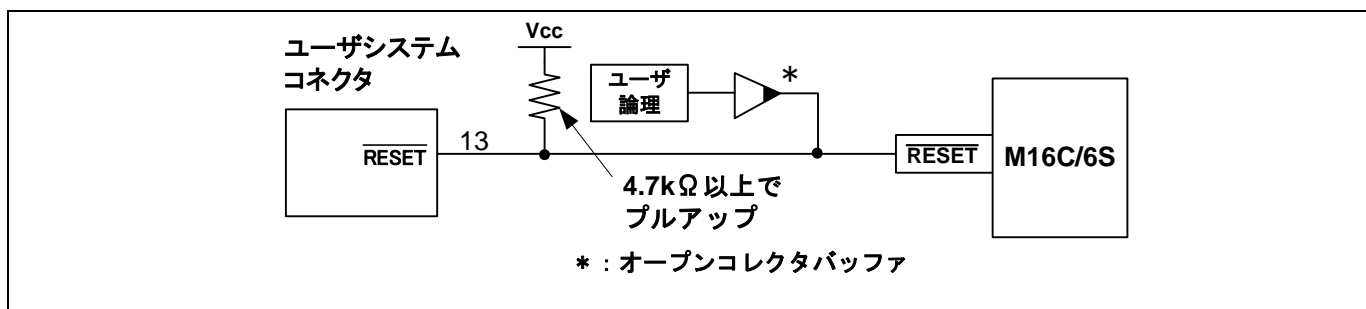 ユーザシステム
コネクタ
Vcc
ユーザ
論理
*
RESET
13
RESET
M16C/6S
4.7kΩ以上で
プルアップ
*：オープンコレクタバッファ